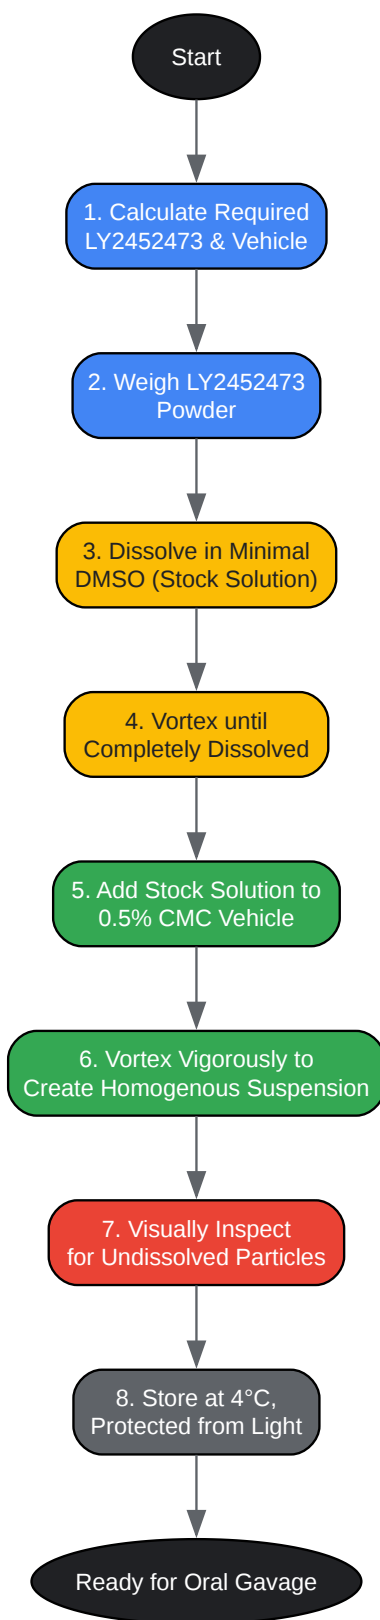 Start
1. Calculate Required
LY2452473 & Vehicle
2. Weigh LY2452473
Powder
3. Dissolve in Minimal
DMSO (Stock Solution)
4. Vortex until
Completely Dissolved
5. Add Stock Solution to
0.5% CMC Vehicle
6. Vortex Vigorously to
Create Homogenous Suspension
7. Visually Inspect
for Undissolved Particles
8. Store at 4°C,
Protected from Light
Ready for Oral Gavage